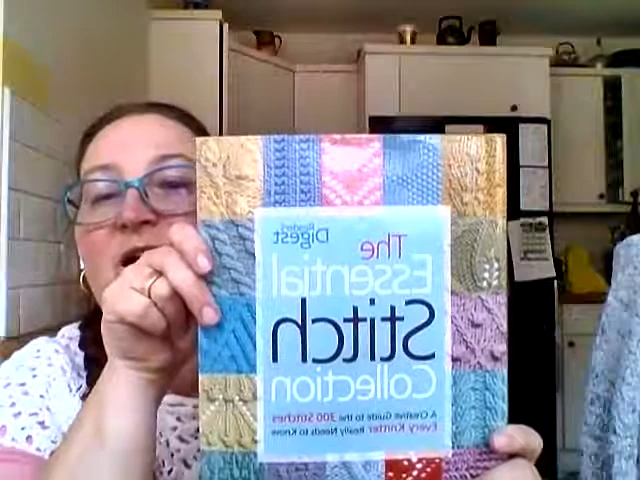 Reader's
Digest
The
Essential
Stitch
Collection
A Creative Guide to the 300 Stitches
Every Knitter Really Needs to Know